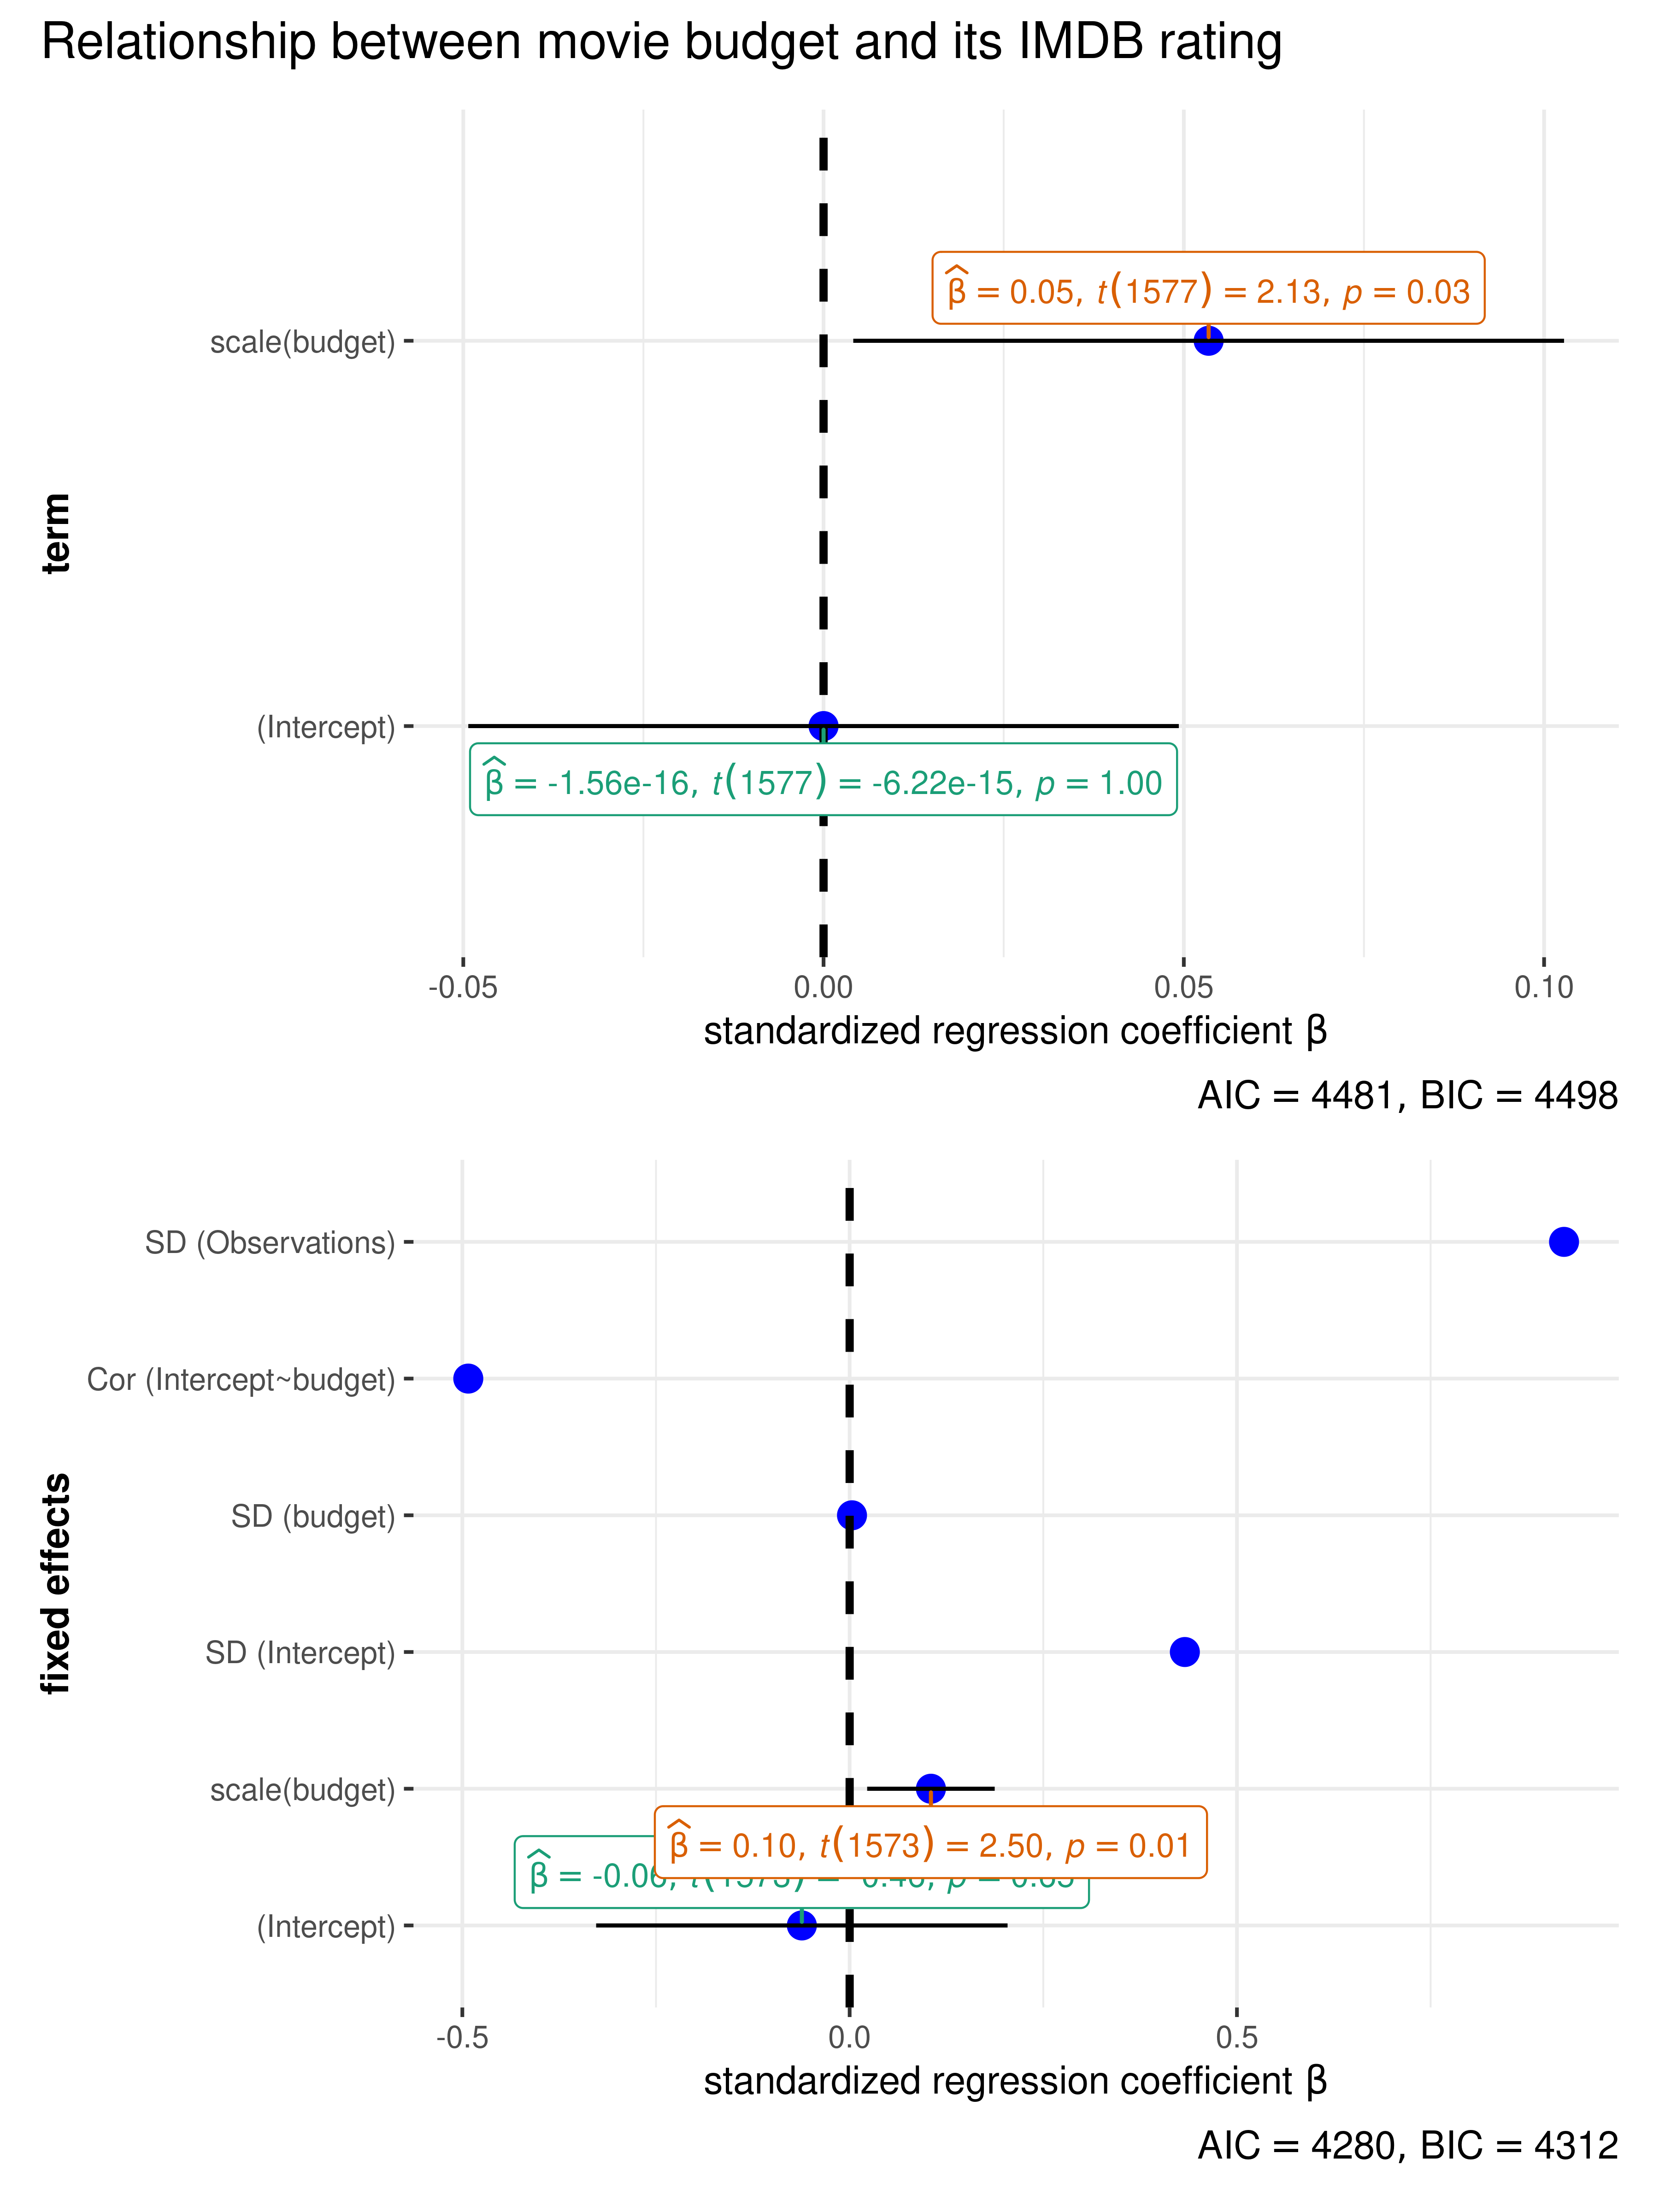 Relationship between movie budget and its IMDB rating
term
scale(budget)
β̂ = 0.05, t(1577) = 2.13, p = 0.03
(Intercept)
β̂ = -1.56e-16, t(1577) = -6.22e-15, p = 1.00
-0.05 0.00 0.05 0.10
standardized regression coefficient β
AIC = 4481, BIC = 4498
fixed effects
SD (Observations)
Cor (Intercept~budget)
SD (budget)
SD (Intercept)
scale(budget)
β̂ = 0.10, t(1573) = 2.50, p = 0.01
β̂ = -0.06,
(Intercept)
-0.5 0.0 0.5
standardized regression coefficient β
AIC = 4280, BIC = 4312